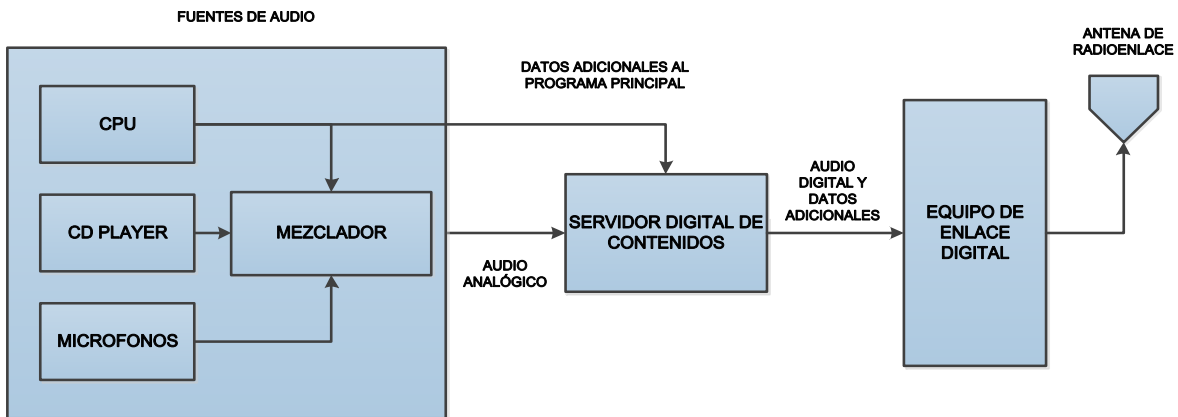 FUENTES DE AUDIO
CPU
CD PLAYER
MICROFONOS
MEZCLADOR
DATOS ADICIONALES AL
PROGRAMA PRINCIPAL
AUDIO
ANALÓGICO
SERVIDOR DIGITAL DE
CONTENIDOS
AUDIO
DIGITAL Y
DATOS
ADICIONALES
EQUIPO DE
ENLACE
DIGITAL
ANTENA DE
RADIOENLACE